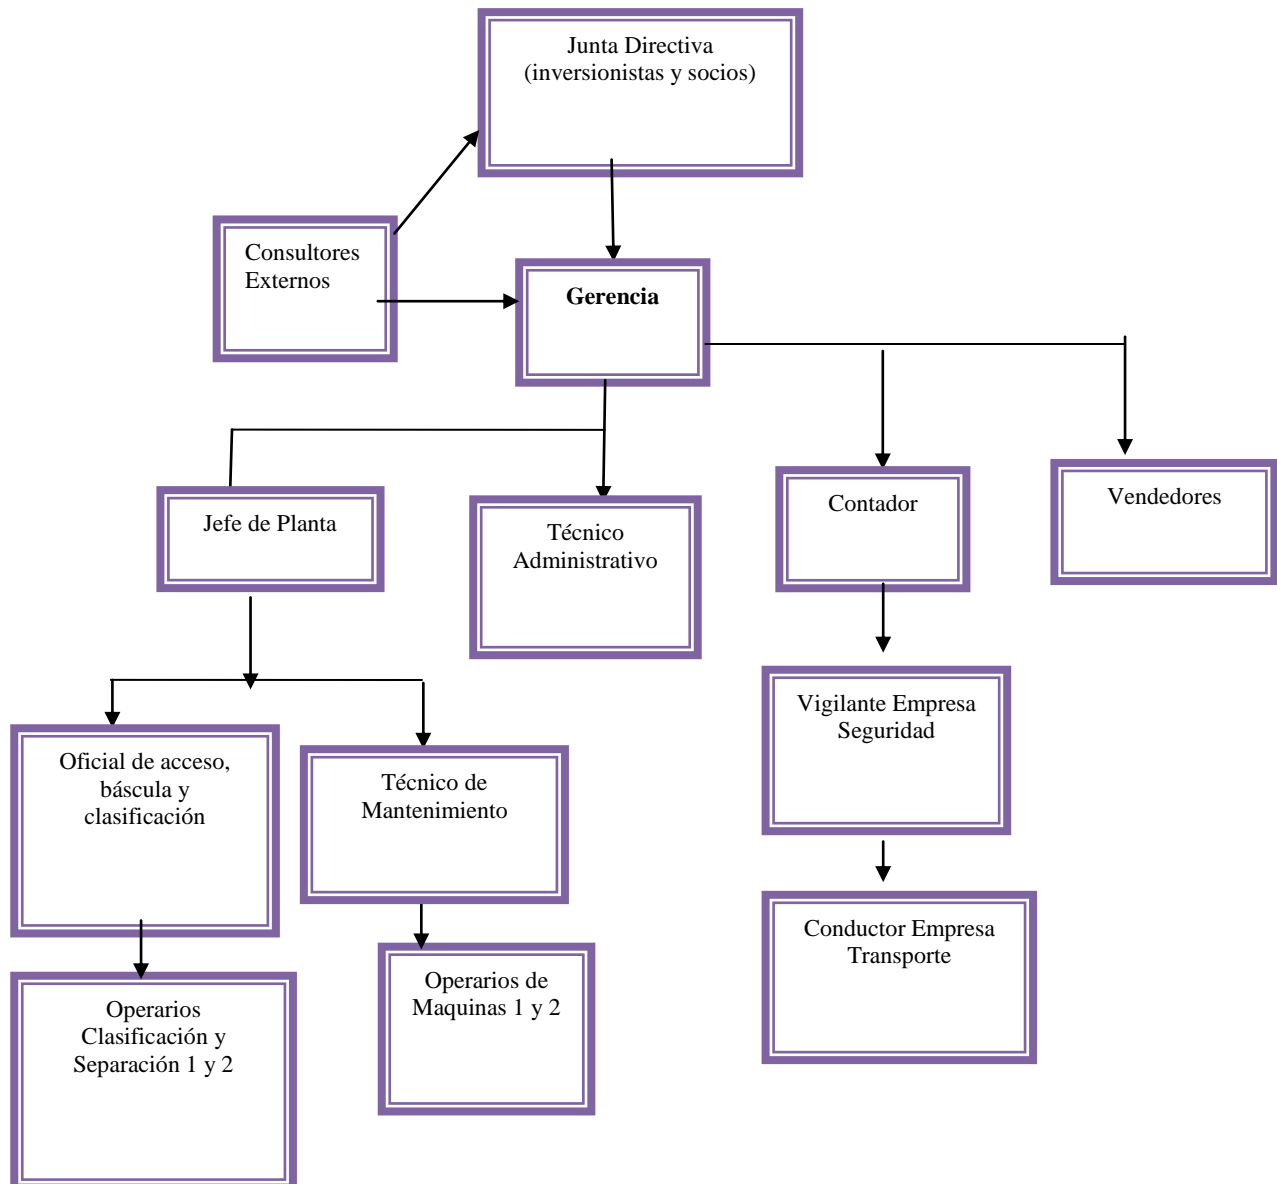 Junta Directiva
(inversionistas y socios)
Consultores
Externos
Gerencia
Jefe de Planta
Técnico
Administrativo
Contador
Vendedores
Oficial de acceso,
báscula y
clasificación
Técnico de
Mantenimiento
Vigilante Empresa
Seguridad
Operarios
Clasificación y
Separación 1 y 2
Operarios de
Maquinas 1 y 2
Conductor Empresa
Transporte